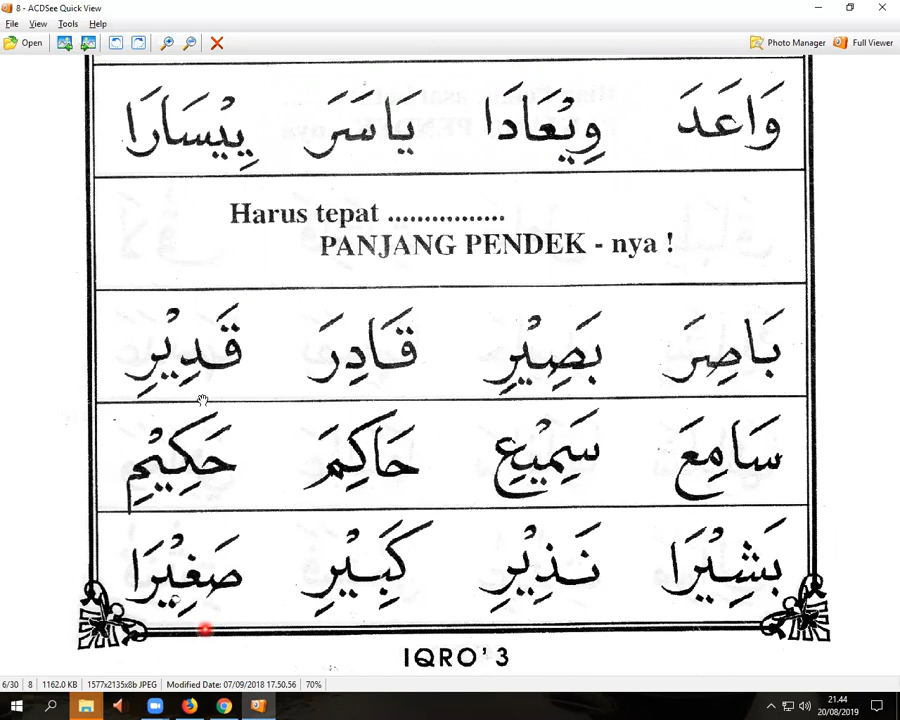 8 - ACDSee Quick View
File View Tools Help
Open Photo Manager Full Viewer
وَاعَدَ وِيْعَادَا يَاسَرَ يِيْسَارَا
Harus tepat ................
PANJANG PENDEK - nya !
بَاصِرَ بَصِيْرِ قَادِرَ قَدِيْرِ
سَامِعَ سَمِيْعِ حَاكِمَ حَكِيْمِ
بَشِيْرَا نَذِيْرِ كَبِيْرِ صَغِيْرَا
IQRO' 3
6/30 8 1162.0 KB 1577x2135x8b JPEG Modified Date: 07/09/2018 17.50.56 70%
21.44
20/08/2019